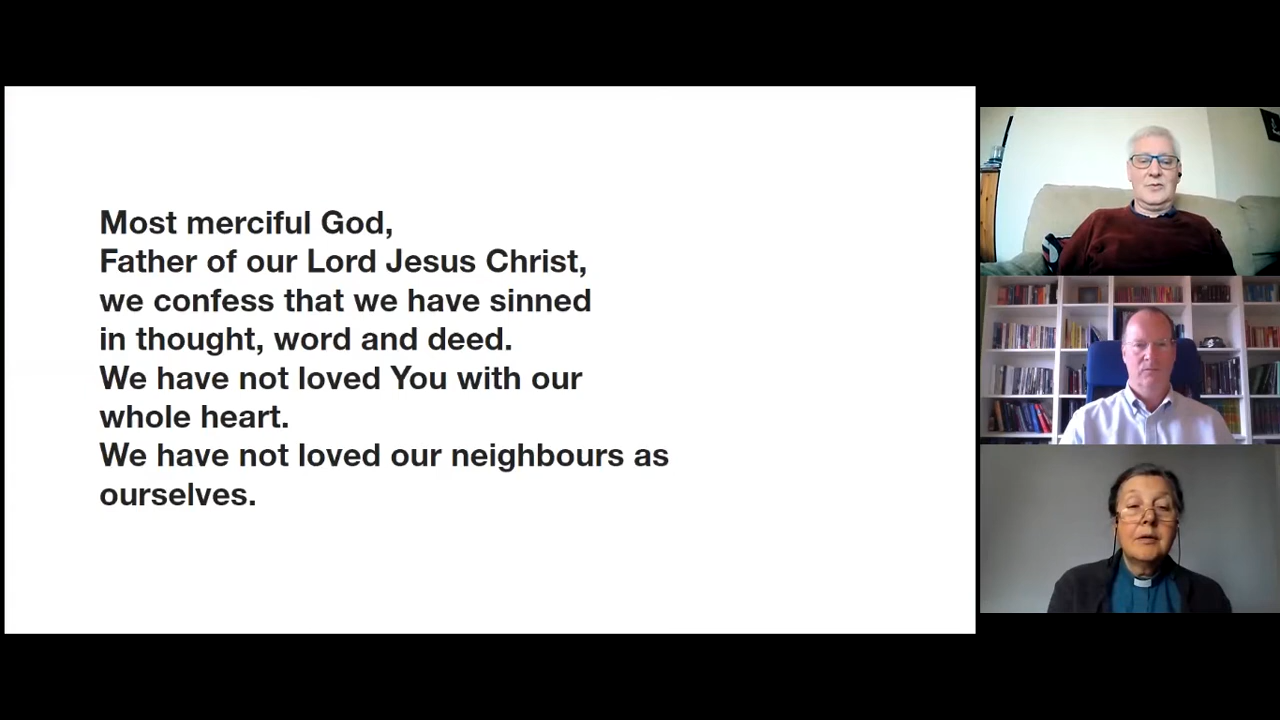 Most merciful God,
Father of our Lord Jesus Christ,
we confess that we have sinned
in thought, word and deed.
We have not loved You with our
whole heart.
We have not loved our neighbours as
ourselves.